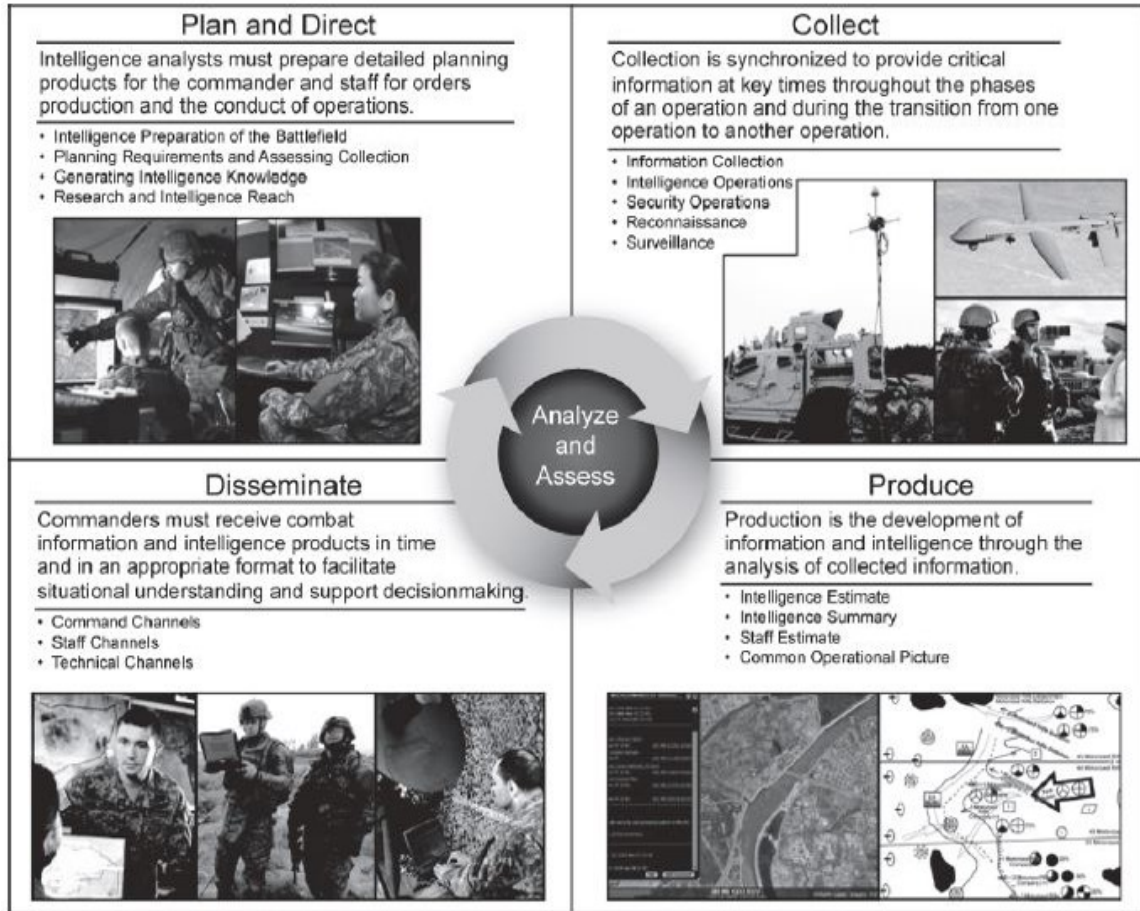 Plan and Direct
Intelligence analysts must prepare detailed planning
products for the commander and staff for orders
production and the conduct of operations.
• Intelligence Preparation of the Battlefield
• Planning Requirements and Assessing Collection
• Generating Intelligence Knowledge
• Research and Intelligence Reach
Collect
Collection is synchronized to provide critical
information at key times throughout the phases
of an operation and during the transition from one
operation to another operation.
• Information Collection
• Intelligence Operations
• Security Operations
• Reconnaissance
• Surveillance
Analyze
and
Assess
Disseminate
Commanders must receive combat
information and intelligence products in time
and in an appropriate format to facilitate
situational understanding and support decisionmaking.
• Command Channels
• Staff Channels
• Technical Channels
Produce
Production is the development of
information and intelligence through the
analysis of collected information.
• Intelligence Estimate
• Intelligence Summary
• Staff Estimate
• Common Operational Picture